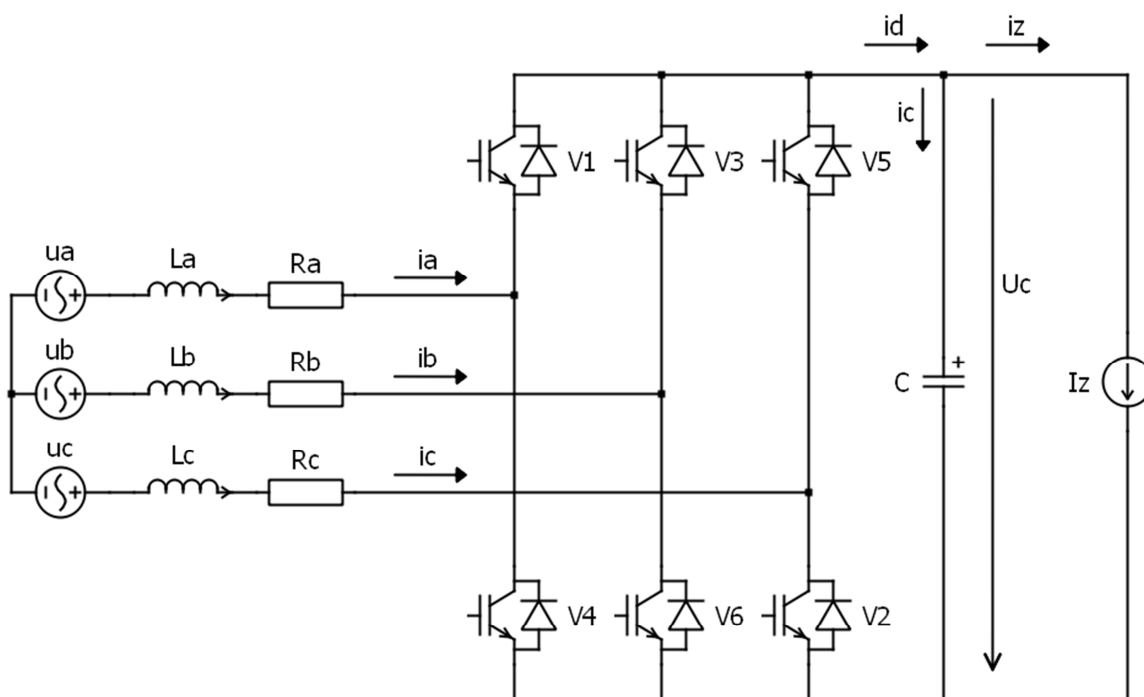 id iz
ic
V1 V3 V5
ua La Ra ia
Uc
ub Lb Rb ib
+
C Iz
uc Lc Rc ic
V4 V6 V2